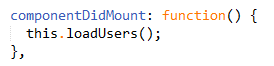 componentDidMount: function() {
  this.loadUsers();
},